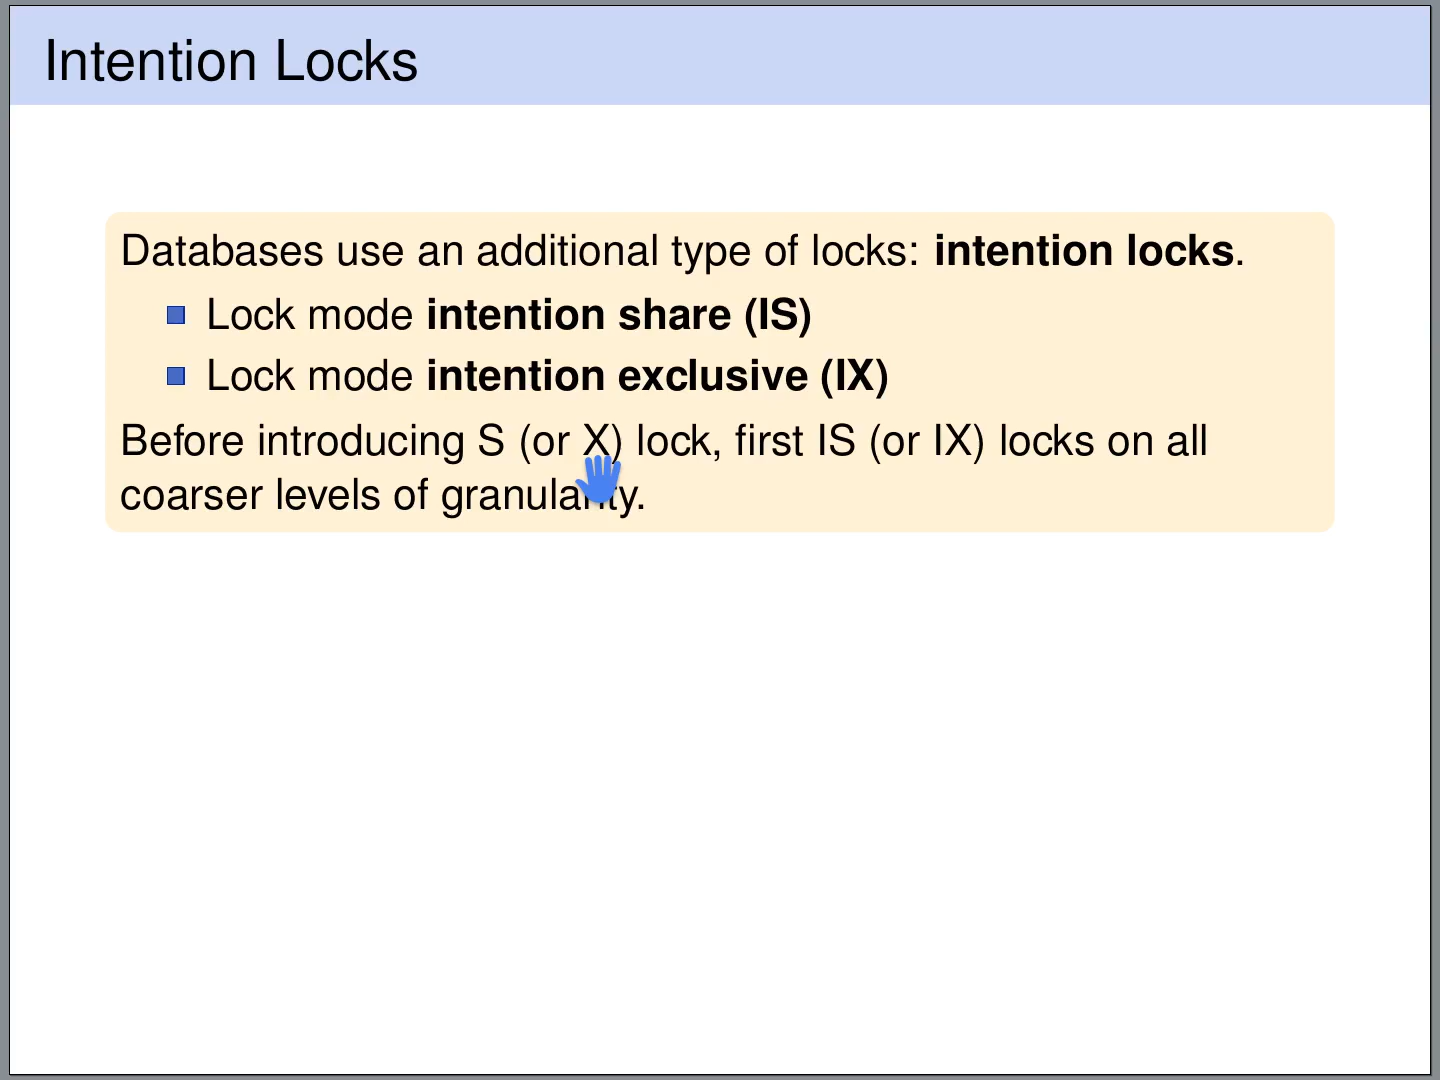 Intention Locks
Databases use an additional type of locks: intention locks.
Lock mode intention share (IS)
Lock mode intention exclusive (IX)
Before introducing S (or X) lock, first IS (or IX) locks on all
coarser levels of granularity.